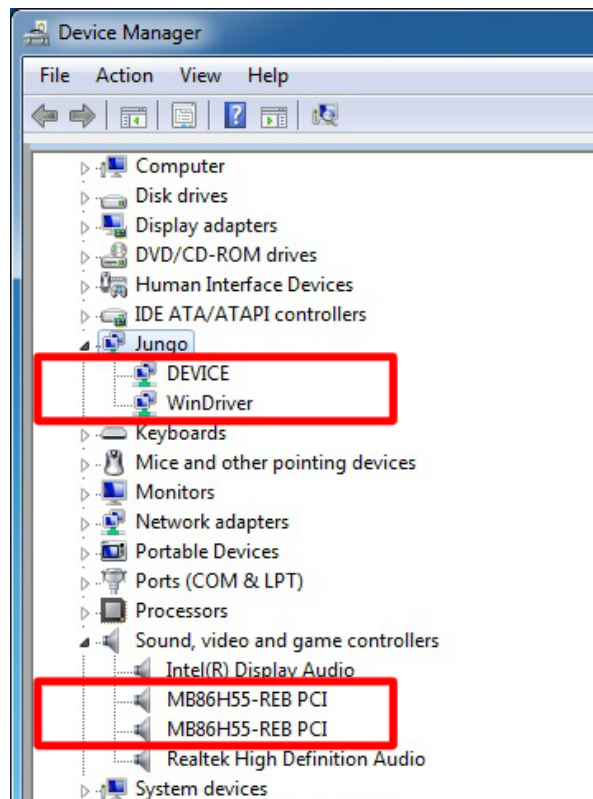 Device Manager
File Action View Help
Computer
Disk drives
Display adapters
DVD/CD-ROM drives
Human Interface Devices
IDE ATA/ATAPI controllers
Jungo
DEVICE
WinDriver
Keyboards
Mice and other pointing devices
Monitors
Network adapters
Portable Devices
Ports (COM & LPT)
Processors
Sound, video and game controllers
Intel(R) Display Audio
MB86H55-REB PCI
MB86H55-REB PCI
Realtek High Definition Audio
System devices